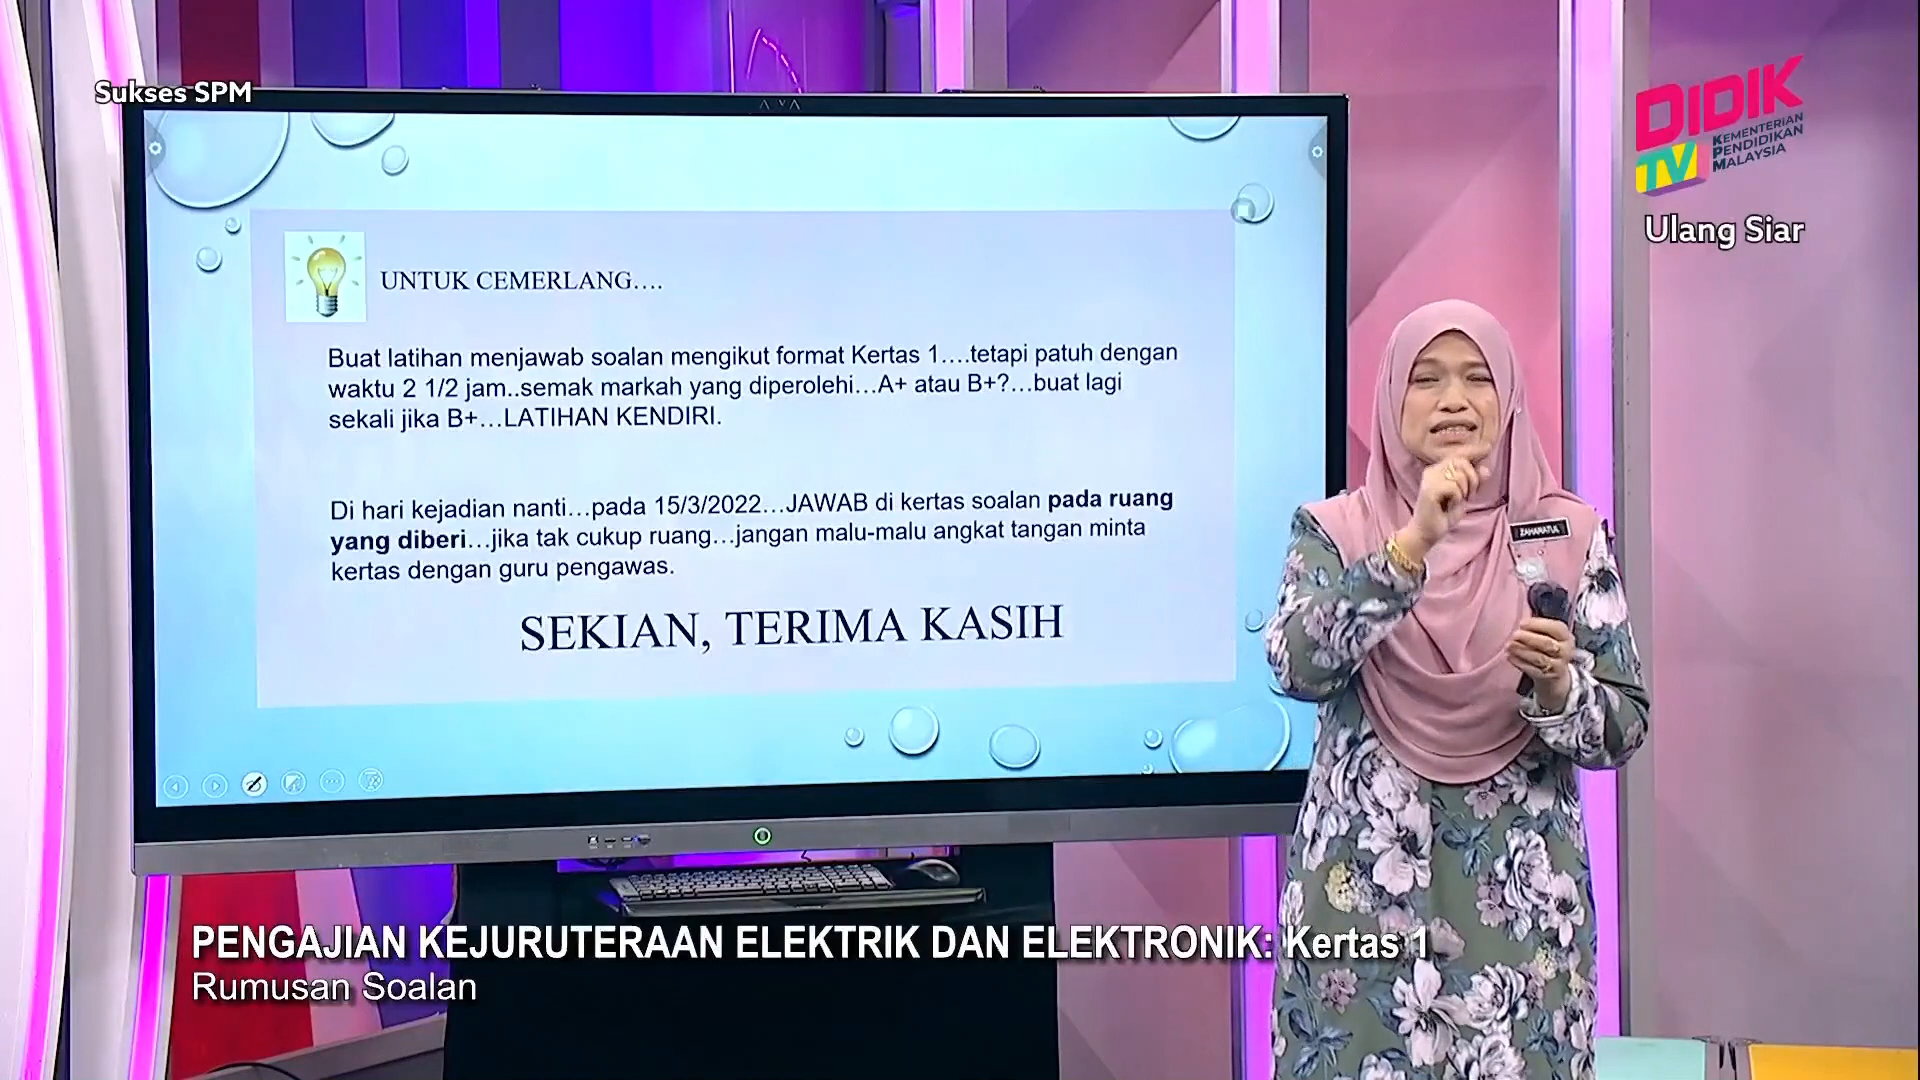 Sukses SPM
DIDIK
TV
KEMENTERIAN
PENDIDIKAN
MALAYSIA
Ulang Siar
UNTUK CEMERLANG....
Buat latihan menjawab soalan mengikut format Kertas 1....tetapi patuh dengan
waktu 2 1/2 jam..semak markah yang diperolehi...A+ atau B+?...buat lagi
sekali jika B+...LATIHAN KENDIRI.
Di hari kejadian nanti...pada 15/3/2022...JAWAB di kertas soalan pada ruang
yang diberi...jika tak cukup ruang...jangan malu-malu angkat tangan minta
kertas dengan guru pengawas.
SEKIAN, TERIMA KASIH
PENGAJIAN KEJURUTERAAN ELEKTRIK DAN ELEKTRONIK: Kertas 1
Rumusan Soalan